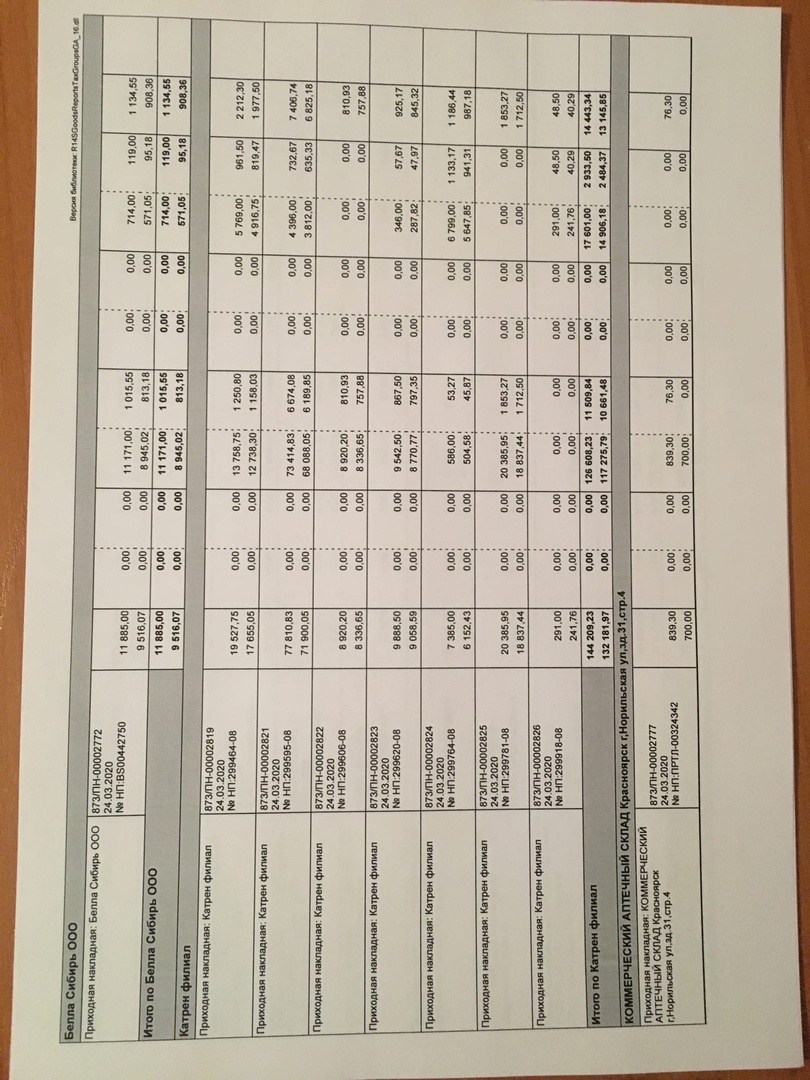 Версия библиотеки: R14SGoodsReportsTaxGroupsGA_16.dll
Белла Сибирь ООО
Приходная накладная: Белла Сибирь ООО 873/ПН-00002772 11 885,00 0,00 0,00 11 171,00 1 015,55 0,00 0,00 714,00 119,00 1 134,55
24.03.2020 9 516,07 0,00 0,00 8 945,02 813,18 0,00 0,00 571,05 95,18 908,36
№ НП:BS00442750
Итого по Белла Сибирь ООО 11 885,00 0,00 0,00 11 171,00 1 015,55 0,00 0,00 714,00 119,00 1 134,55
9 516,07 0,00 0,00 8 945,02 813,18 0,00 0,00 571,05 95,18 908,36
Катрен филиал
Приходная накладная: Катрен филиал 873/ПН-00002819 19 527,75 0,00 0,00 13 758,75 1 250,80 0,00 0,00 5 769,00 961,50 2 212,30
24.03.2020 17 655,05 0,00 0,00 12 738,30 1 158,03 0,00 0,00 4 916,75 819,47 1 977,50
№ НП:299464-08
Приходная накладная: Катрен филиал 873/ПН-00002821 77 810,83 0,00 0,00 73 414,83 6 674,08 0,00 0,00 4 396,00 732,67 7 406,74
24.03.2020 71 900,05 0,00 0,00 68 088,05 6 189,85 0,00 0,00 3 812,00 635,33 6 825,18
№ НП:299595-08
Приходная накладная: Катрен филиал 873/ПН-00002822 8 920,20 0,00 0,00 8 920,20 810,93 0,00 0,00 0,00 0,00 810,93
24.03.2020 8 336,65 0,00 0,00 8 336,65 757,88 0,00 0,00 0,00 0,00 757,88
№ НП:299606-08
Приходная накладная: Катрен филиал 873/ПН-00002823 9 888,50 0,00 0,00 9 542,50 867,50 0,00 0,00 346,00 57,67 925,17
24.03.2020 9 058,59 0,00 0,00 8 770,77 797,35 0,00 0,00 287,82 47,97 845,32
№ НП:299620-08
Приходная накладная: Катрен филиал 873/ПН-00002824 7 385,00 0,00 0,00 586,00 53,27 0,00 0,00 6 799,00 1 133,17 1 186,44
24.03.2020 6 152,43 0,00 0,00 504,58 45,87 0,00 0,00 5 647,85 941,31 987,18
№ НП:299764-08
Приходная накладная: Катрен филиал 873/ПН-00002825 20 385,95 0,00 0,00 20 385,95 1 853,27 0,00 0,00 0,00 0,00 1 853,27
24.03.2020 18 837,44 0,00 0,00 18 837,44 1 712,50 0,00 0,00 0,00 0,00 1 712,50
№ НП:299781-08
Приходная накладная: Катрен филиал 873/ПН-00002826 291,00 0,00 0,00 0,00 0,00 0,00 0,00 291,00 48,50 48,50
24.03.2020 241,76 0,00 0,00 0,00 0,00 0,00 0,00 241,76 40,29 40,29
№ НП:299918-08
Итого по Катрен филиал 144 209,23 0,00 0,00 126 608,23 11 509,84 0,00 0,00 17 601,00 2 933,50 14 443,34
132 181,97 0,00 0,00 117 275,79 10 661,48 0,00 0,00 14 906,18 2 484,37 13 145,85
КОММЕРЧЕСКИЙ АПТЕЧНЫЙ СКЛАД Красноярск г,Норильская ул,зд.31,стр.4
Приходная накладная: КОММЕРЧЕСКИЙ 873/ПН-00002777 839,30 0,00 0,00 839,30 76,30 0,00 0,00 0,00 0,00 76,30
АПТЕЧНЫЙ СКЛАД Красноярск 24.03.2020 700,00 0,00 0,00 700,00 0,00 0,00 0,00 0,00 0,00 0,00
г,Норильская ул,зд.31,стр.4 № НП:ПРТЛ-00324342